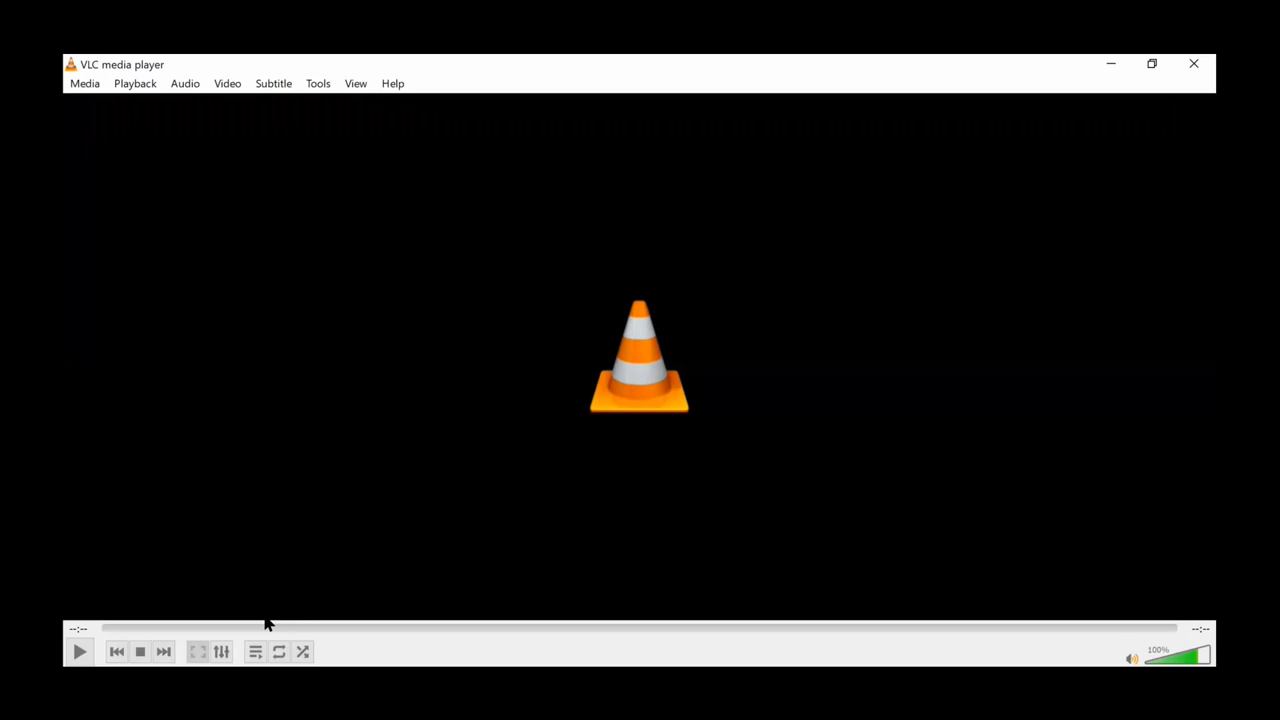 VLC media player
Media Playback Audio Video Subtitle Tools View Help
--:-- --:--
100%